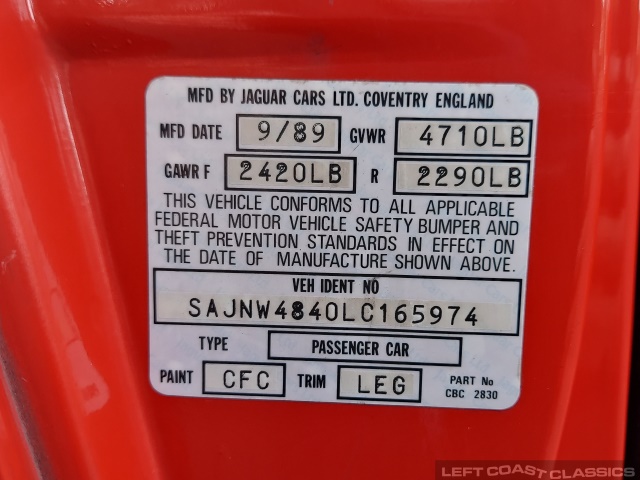 MFD BY JAGUAR CARS LTD. COVENTRY ENGLAND
MFD DATE 9/89 GVWR 4710LB
GAWR F 2420LB R 2290LB
THIS VEHICLE CONFORMS TO ALL APPLICABLE
FEDERAL MOTOR VEHICLE SAFETY BUMPER AND
THEFT PREVENTION STANDARDS IN EFFECT ON
THE DATE OF MANUFACTURE SHOWN ABOVE.
VEH IDENT NO
SAJNW4840LC165974
TYPE PASSENGER CAR
PAINT CFC TRIM LEG PART No
CBC 2830
LEFT COAST CLASSICS